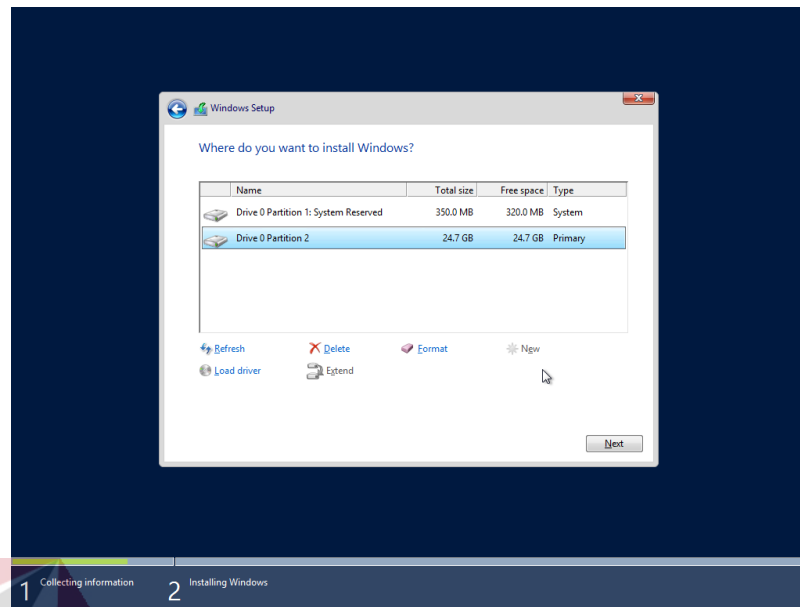 Windows Setup
Where do you want to install Windows?
Name Total size Free space Type
Drive 0 Partition 1: System Reserved 350.0 MB 320.0 MB System
Drive 0 Partition 2 24.7 GB 24.7 GB Primary
Refresh Delete Format New
Load driver Extend
Next
1 Collecting information 2 Installing Windows